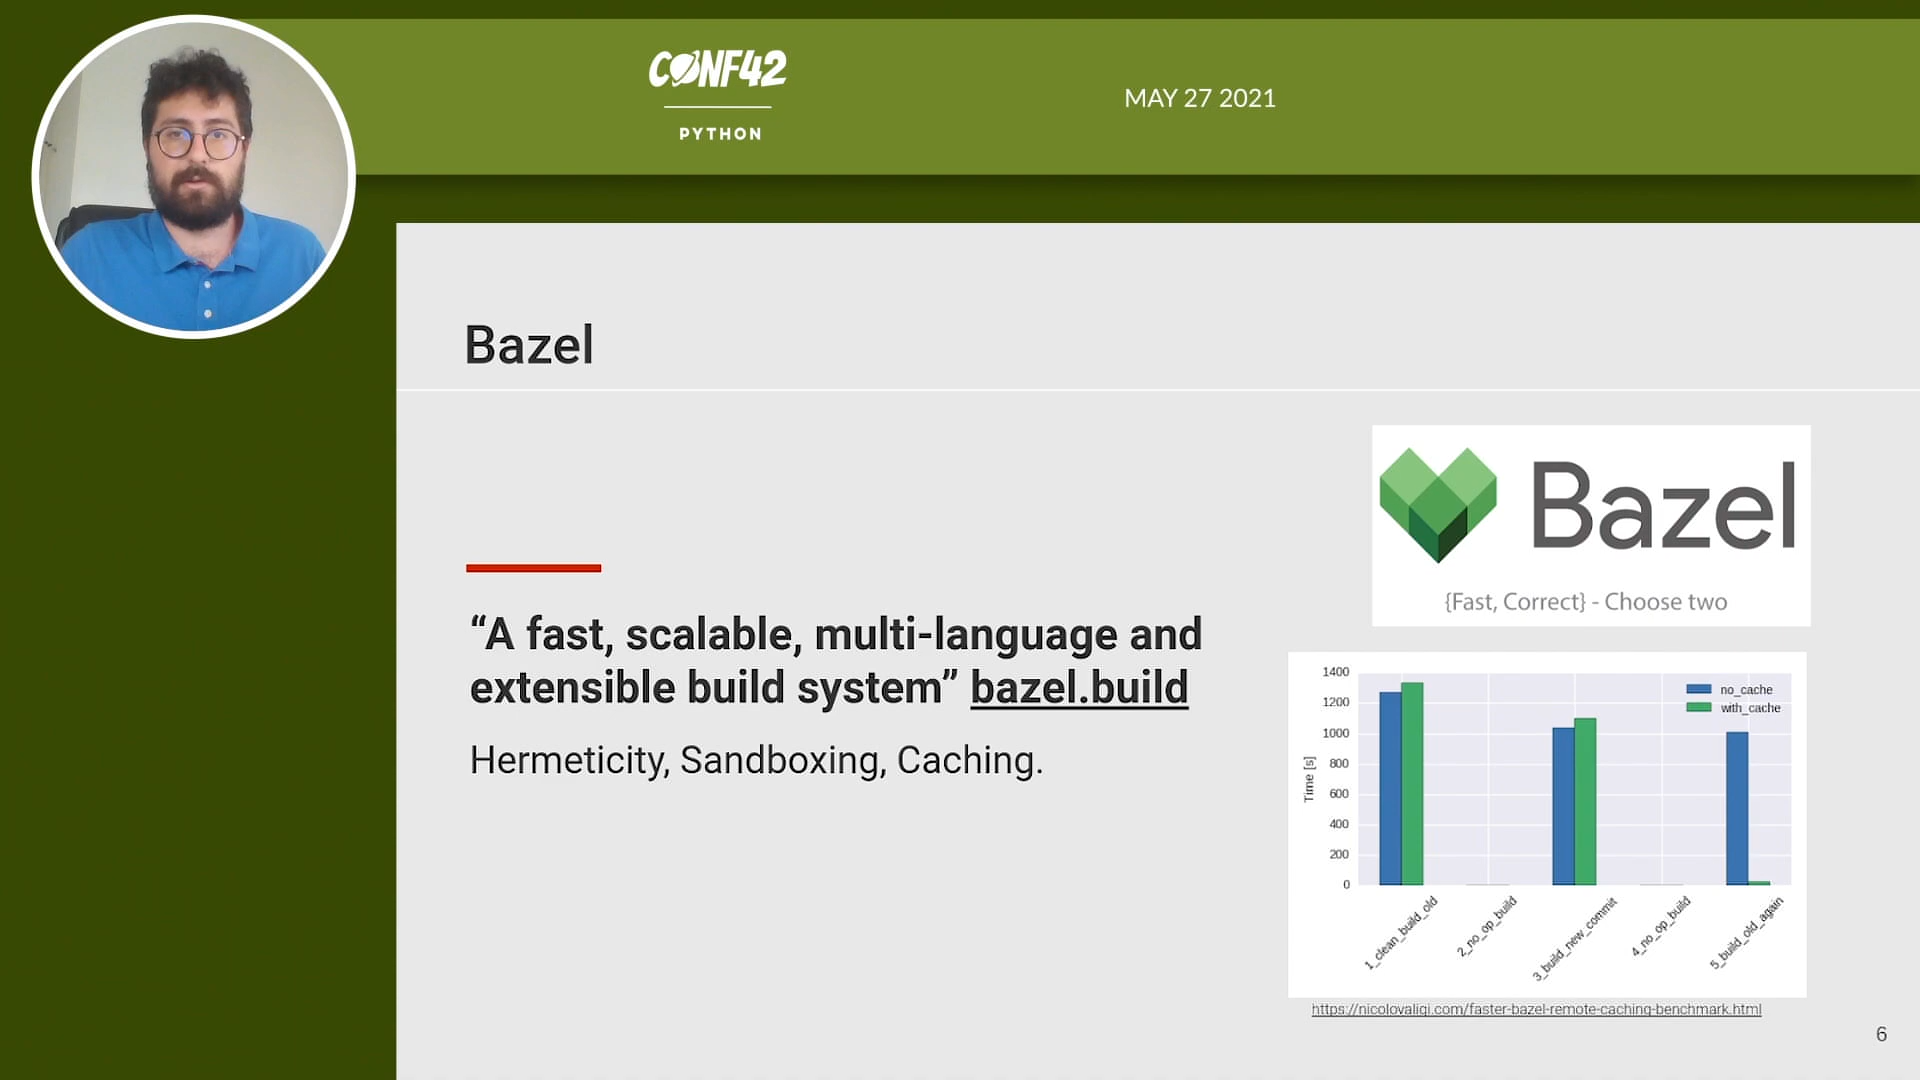 CONF42
PYTHON
MAY 27 2021
Bazel
“A fast, scalable, multi-language and
extensible build system” bazel.build
Hermeticity, Sandboxing, Caching.
Bazel
{Fast, Correct} - Choose two
1400
1200
1000
800
600
400
200
0
Time [s]
no_cache
with_cache
1_clean_build_old
2_no_op_build
3_build_new_commit
4_no_op_build
5_build_old_again
https://nicolovaligi.com/faster-bazel-remote-caching-benchmark.html
6